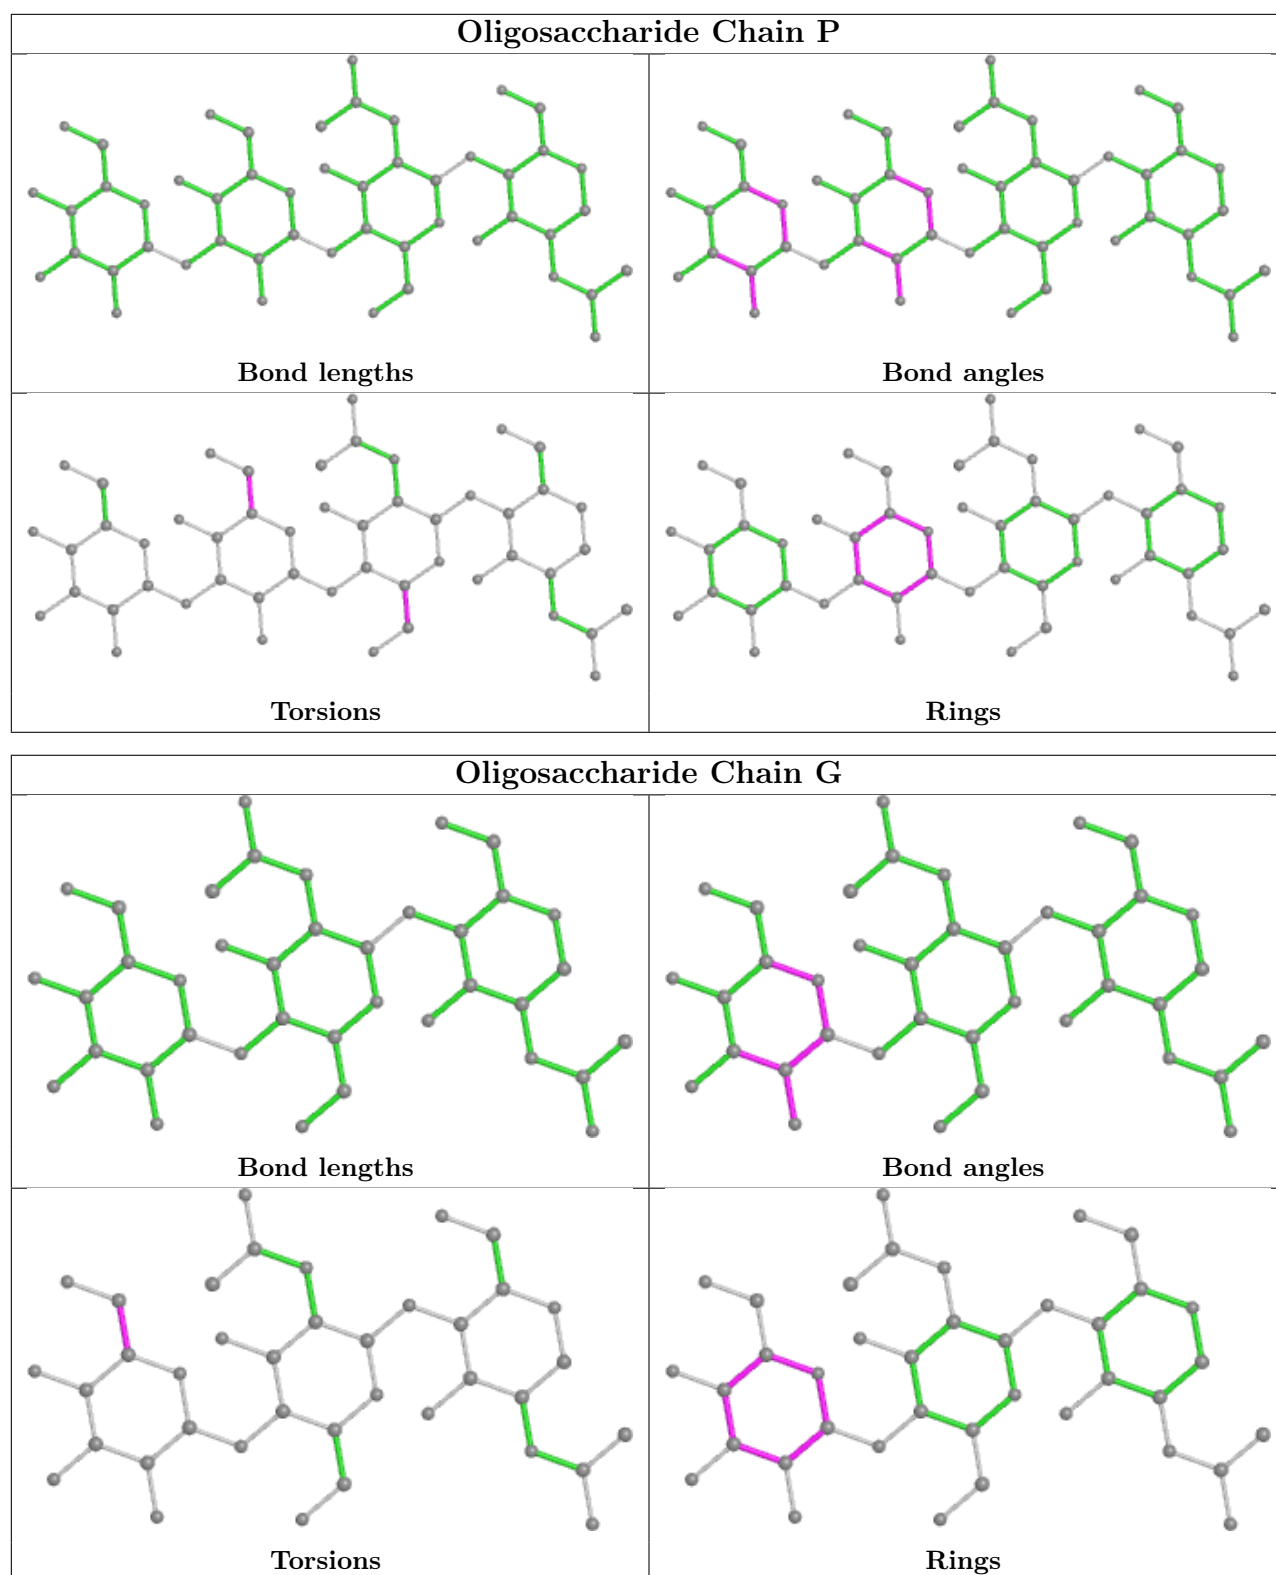 Oligosaccharide Chain P
Bond lengths
Bond angles
Torsions
Rings
Oligosaccharide Chain G
Bond lengths
Bond angles
Torsions
Rings